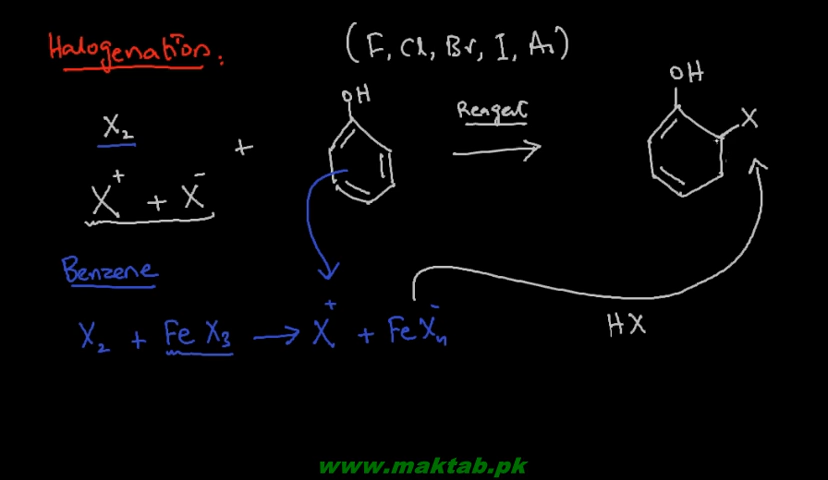 Halogenation.
(F, Cl, Br, I, At)
OH
OH
X₂
+
Reagent
X
X⁺ + X⁻
Benzene
X₂ + FeX₃ → X⁺ + FeX₄⁻
HX
www.maktab.pk